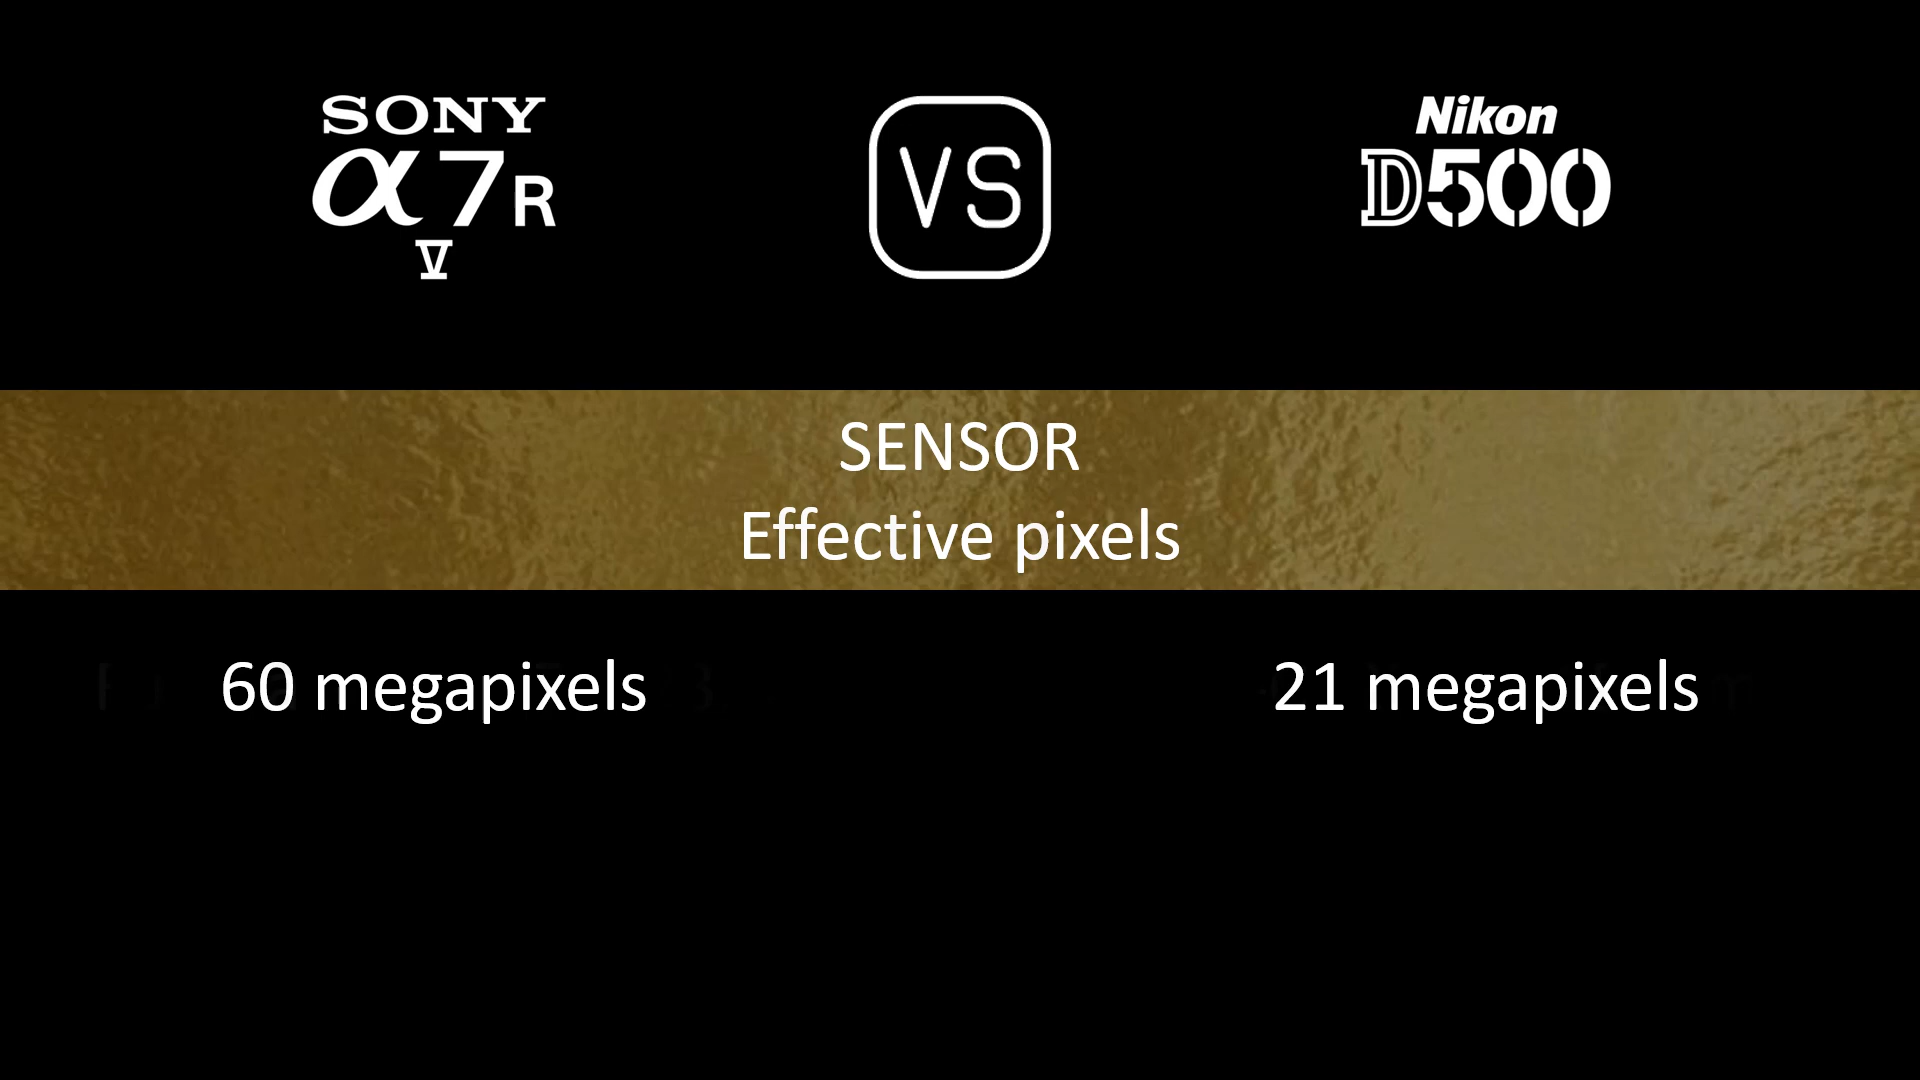 SONY
α7R
V
VS
Nikon
D500
SENSOR
Effective pixels
60 megapixels
21 megapixels